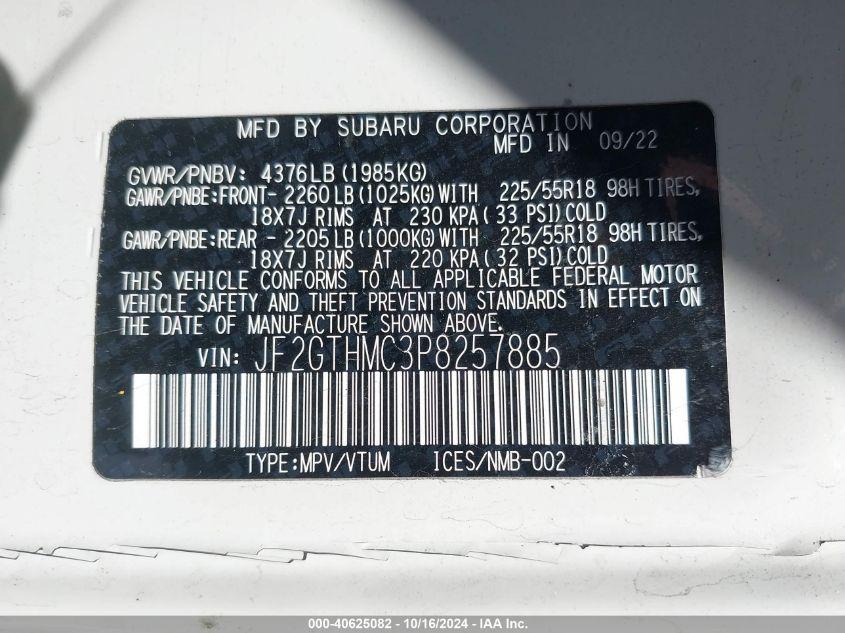 MFD BY SUBARU CORPORATION
MFD IN 09/22
GVWR/PNBV: 4376LB (1985KG)
GAWR/PNBE:FRONT- 2260 LB (1025KG) WITH 225/55R18 98H TIRES,
18X7J RIMS AT 230 KPA ( 33 PSI) COLD
GAWR/PNBE:REAR - 2205 LB (1000KG) WITH 225/55R18 98H TIRES,
18X7J RIMS AT 220 KPA ( 32 PSI) COLD
THIS VEHICLE CONFORMS TO ALL APPLICABLE FEDERAL MOTOR
VEHICLE SAFETY AND THEFT PREVENTION STANDARDS IN EFFECT ON
THE DATE OF MANUFACTURE SHOWN ABOVE.
VIN: JF2GTHMC3P8257885
TYPE:MPV/VTUM ICES/NMB-002
000-40625082 - 10/16/2024 - IAA Inc.